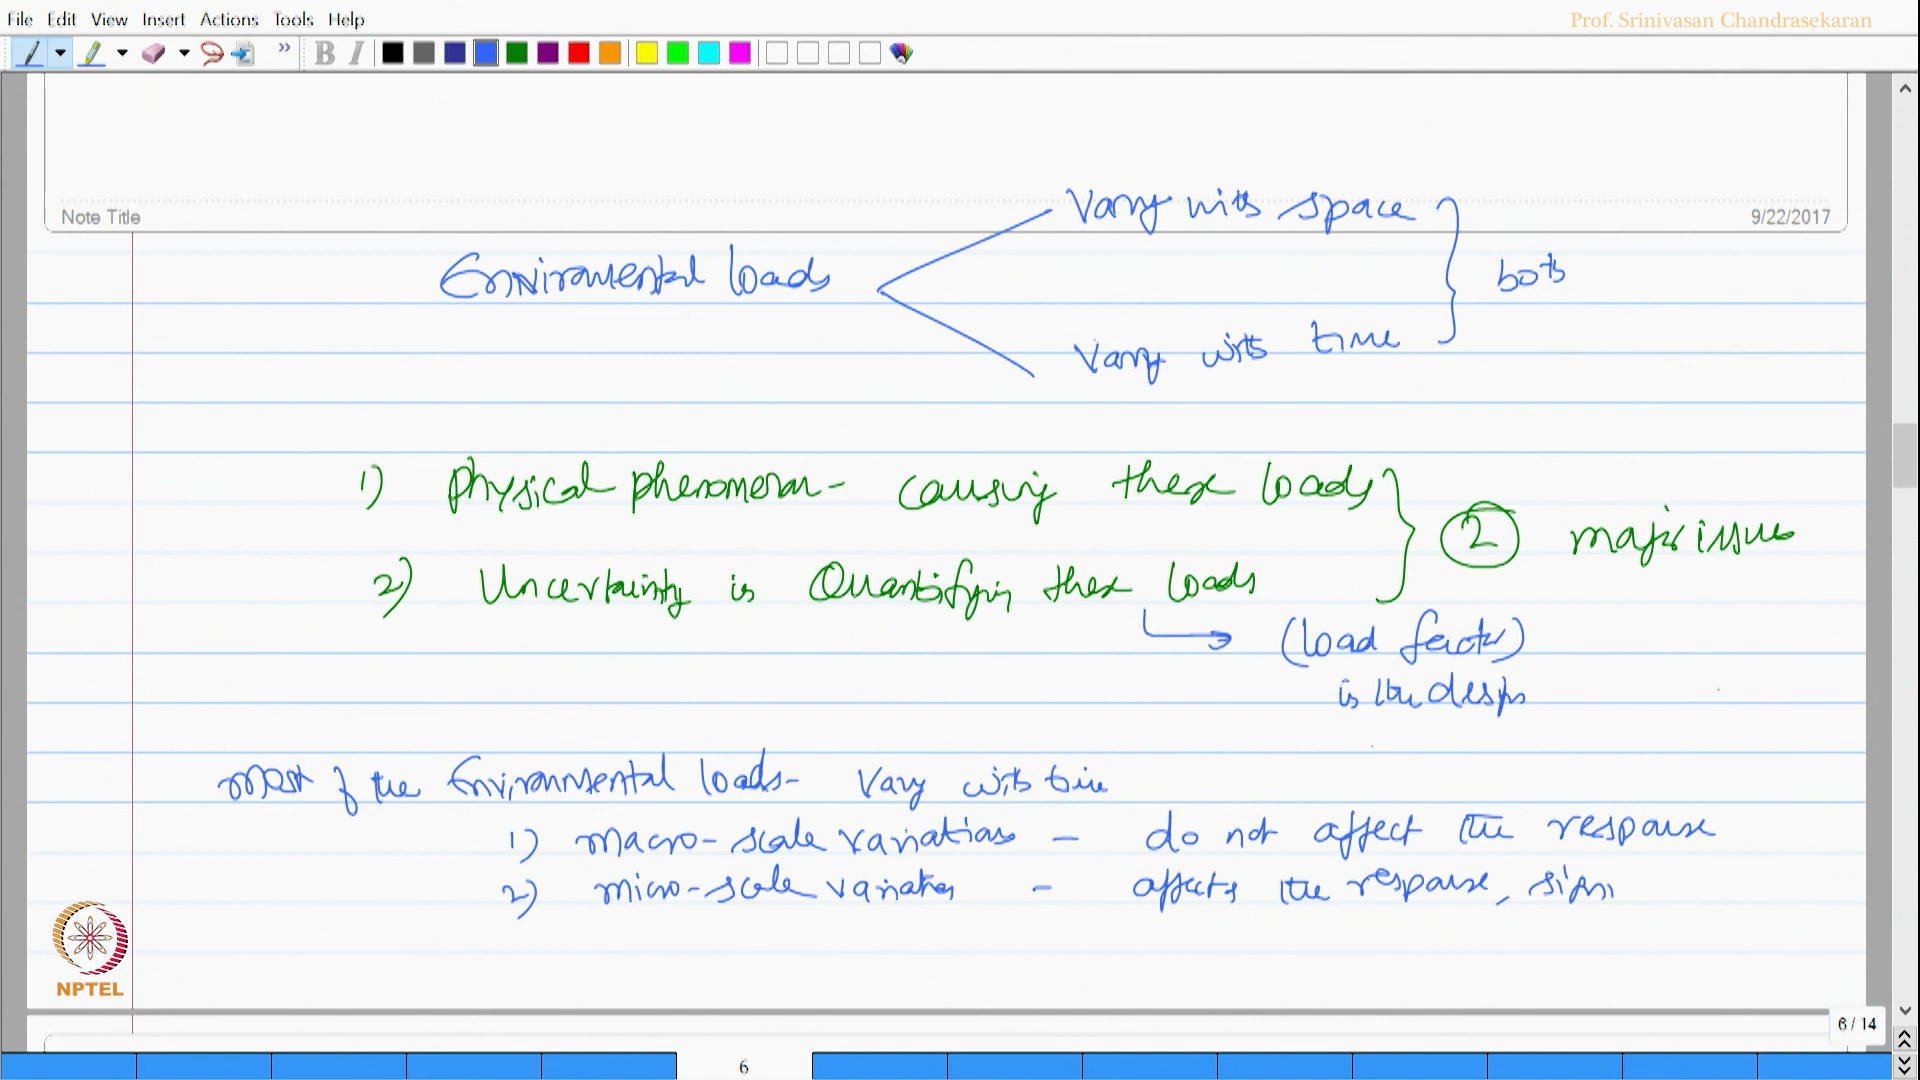 File Edit View Insert Actions Tools Help
Prof. Srinivasan Chandrasekaran
B I
Note Title
9/22/2017
Vary with space
Environmental loads
both
Vary with time
1) Physical phenomenon - causing these loads
2 major issues
2) Uncertainty in Quantifying these loads
(load factor)
in the design
most of the Environmental loads - Vary with time
1) macro-scale variations - do not affect the response
2) micro-scale variations - affects the response, sign
NPTEL
6 / 14
6